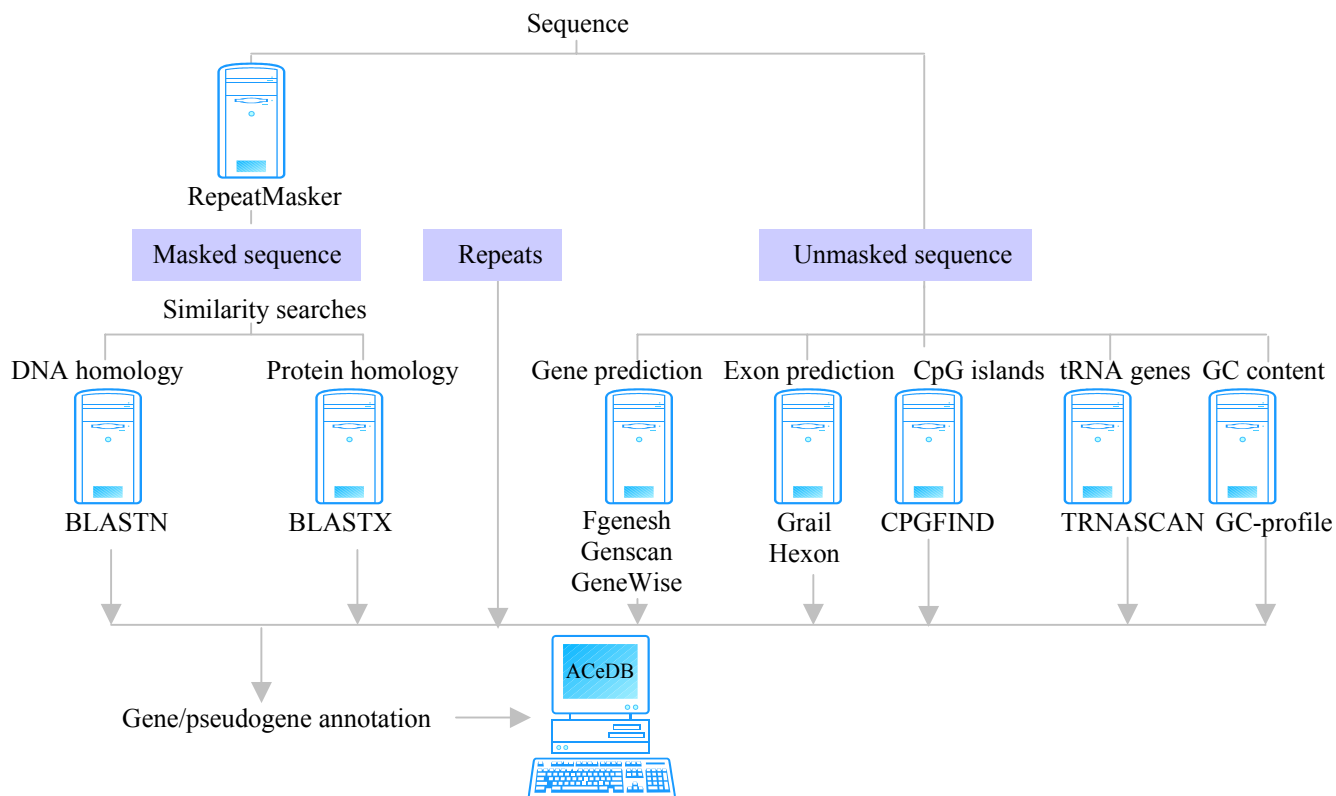 Sequence
RepeatMasker
Masked sequence
Repeats
Unmasked sequence
Similarity searches
DNA homology
Protein homology
Gene prediction
Exon prediction
CpG islands
tRNA genes
GC content
BLASTN
BLASTX
Fgenesh
Genscan
GeneWise
Grail
Hexon
CPGFIND
TRNASCAN
GC-profile
ACeDB
Gene/pseudogene annotation